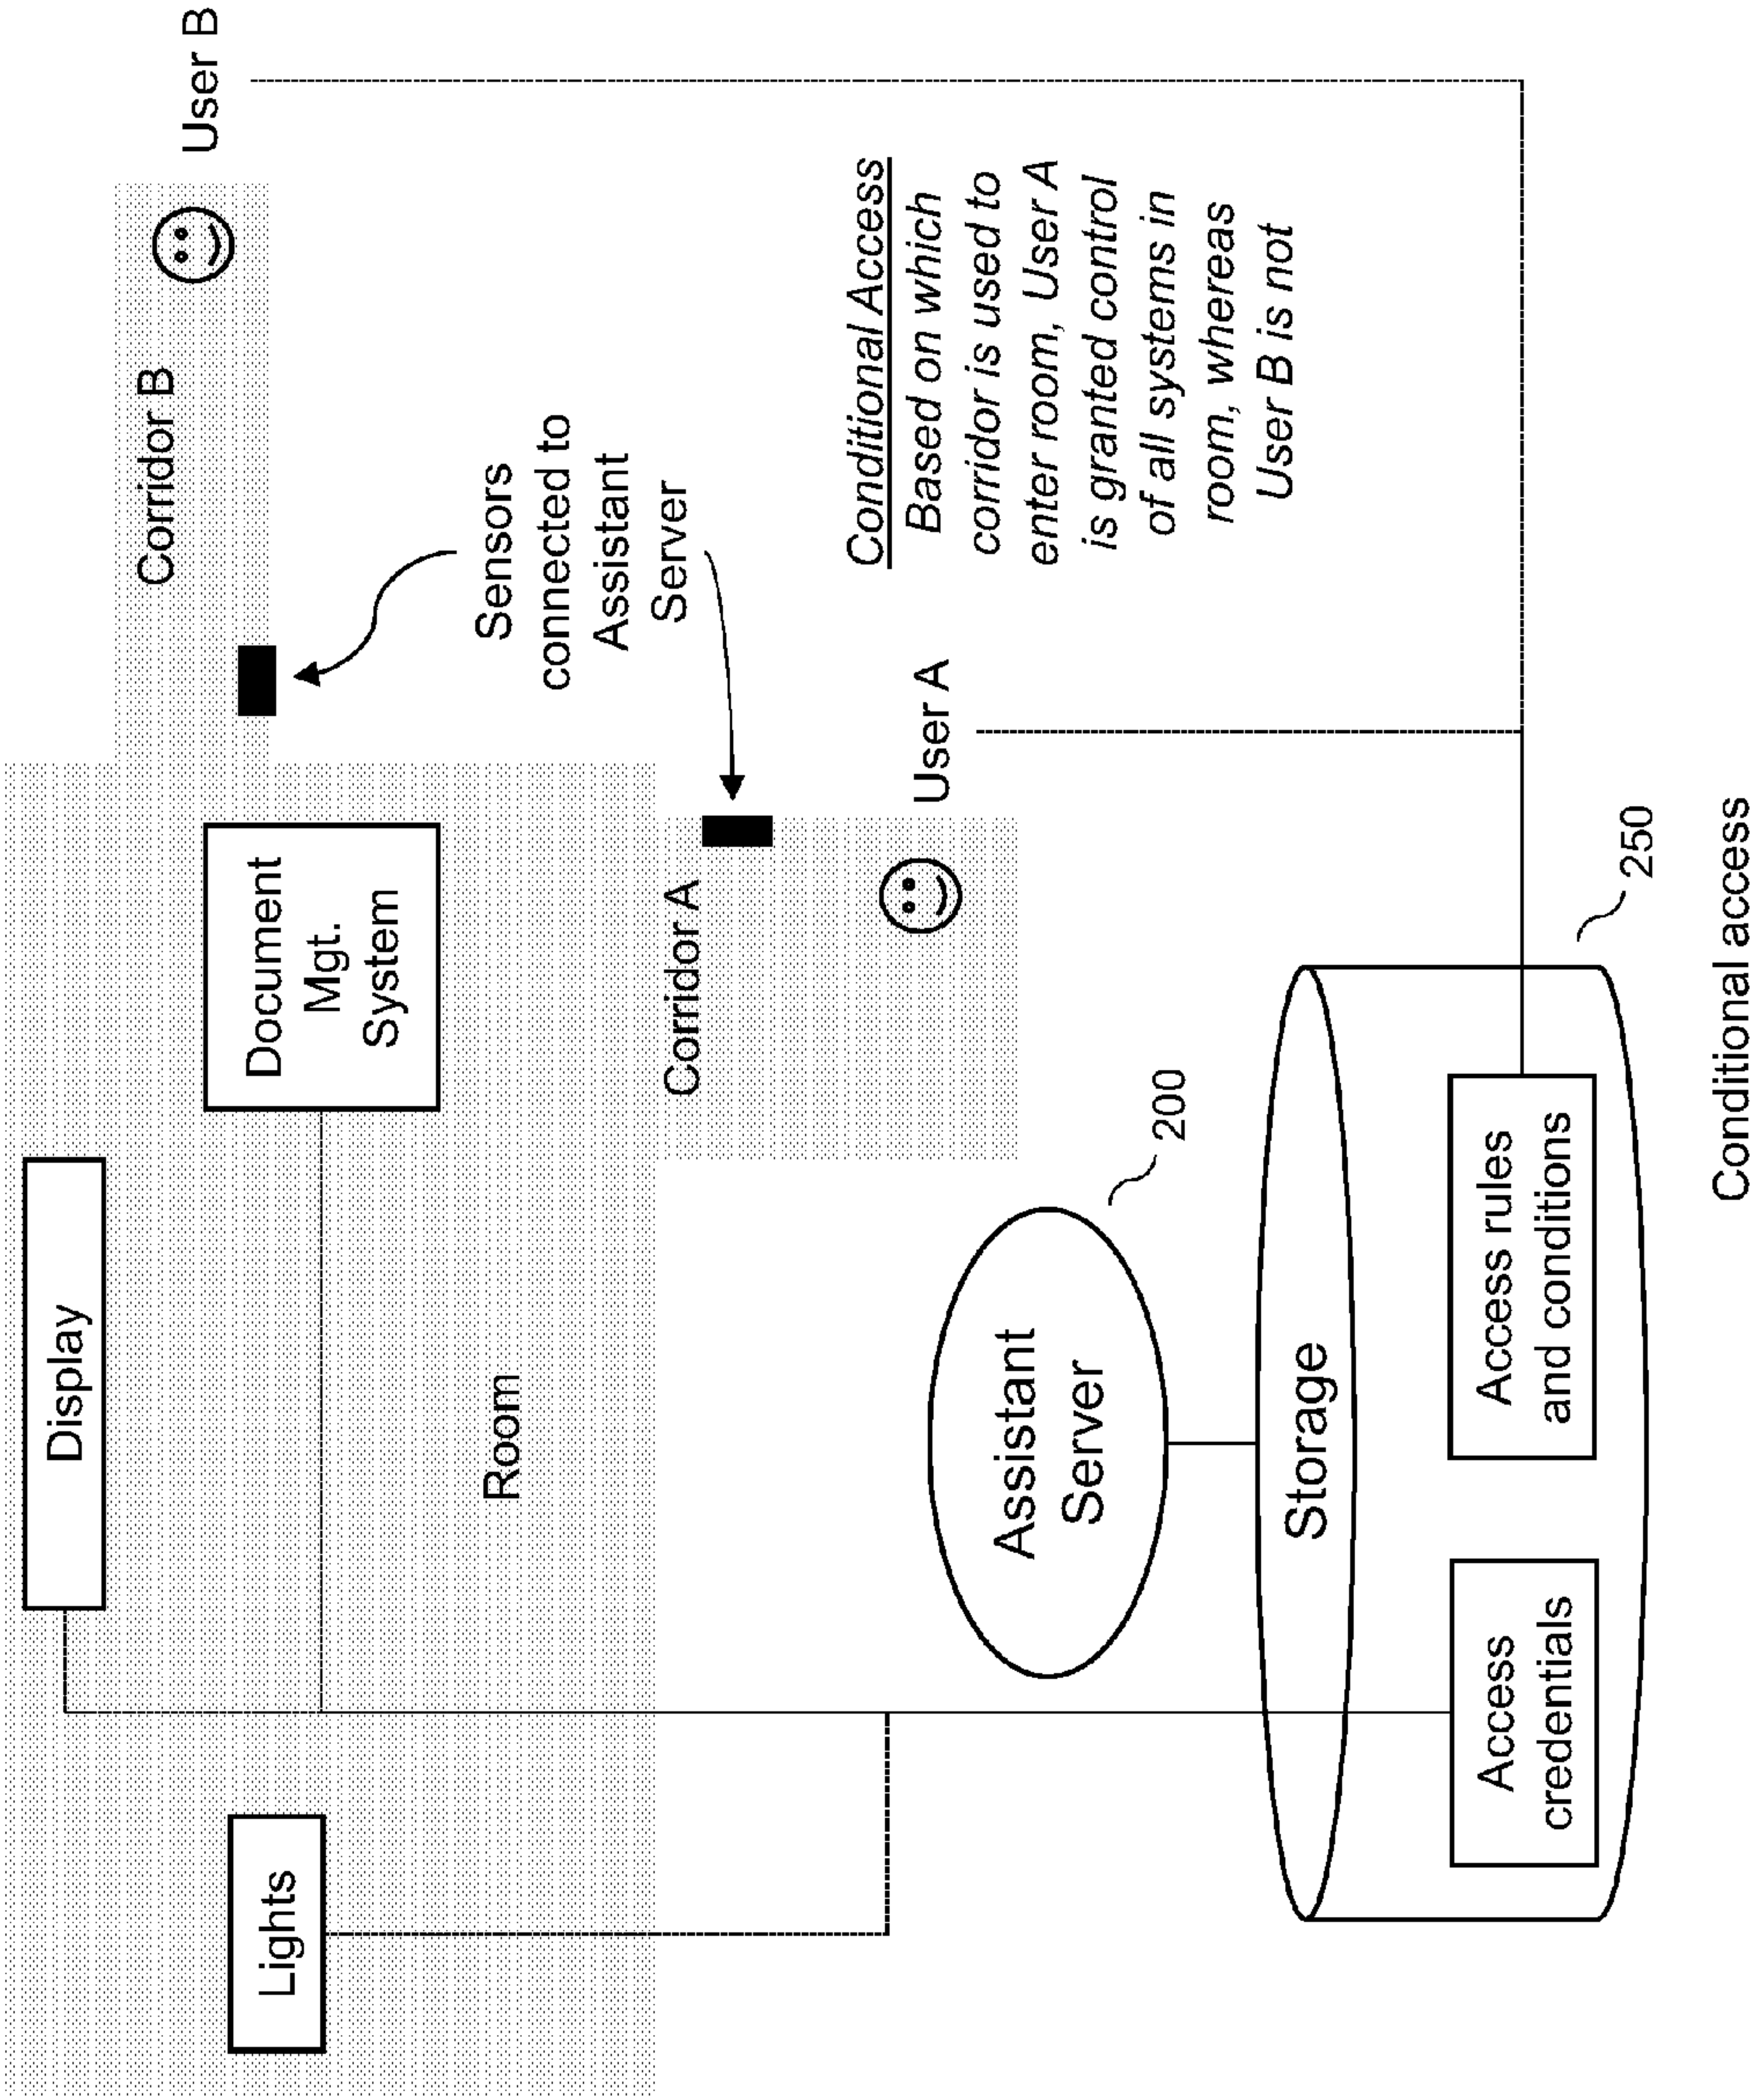 Display
Lights
Document
Mgt.
System
Corridor B
User B
Room
Sensors
connected to
Assistant
Server
Corridor A
User A
Conditional Access
Based on which
corridor is used to
enter room, User A
is granted control
of all systems in
room, whereas
User B is not
Assistant
Server
200
Storage
250
Access
credentials
Access rules
and conditions
Conditional access